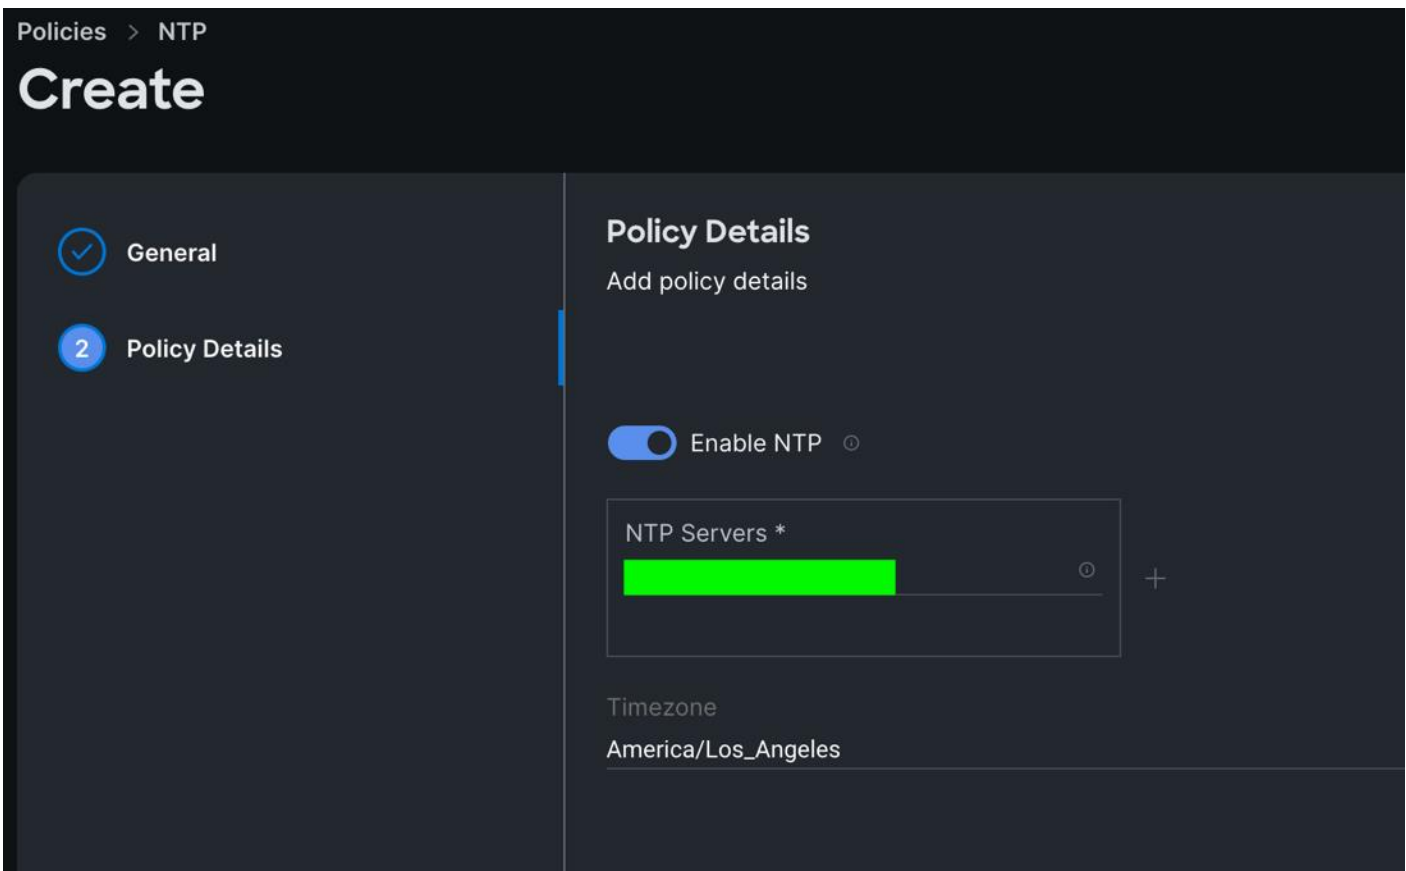 Policies > NTP
Create
General
2 Policy Details
Policy Details
Add policy details
Enable NTP
NTP Servers *
Timezone
America/Los_Angeles